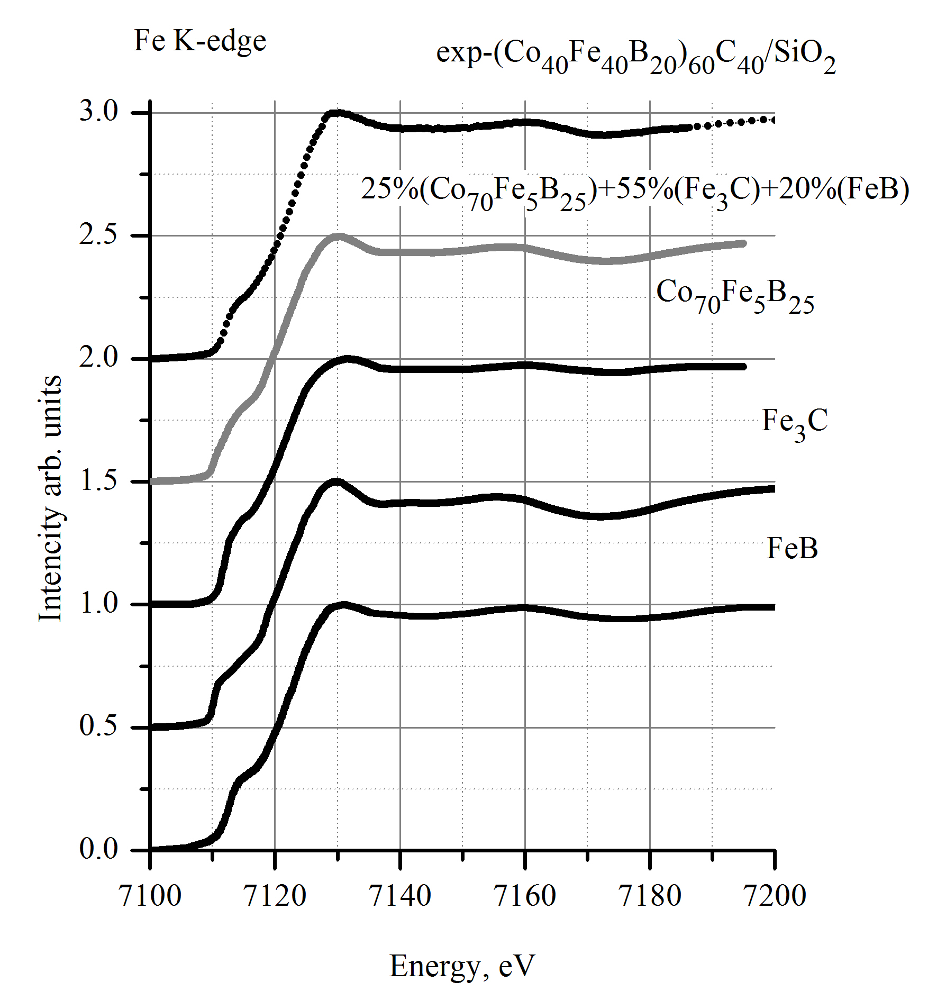 Fe K-edge
exp-(Co₄₀Fe₄₀B₂₀)₆₀C₄₀/SiO₂
3.0
25%(Co₇₀Fe₅B₂₅)+55%(Fe₃C)+20%(FeB)
2.5
Co₇₀Fe₅B₂₅
2.0
Fe₃C
1.5
FeB
1.0
0.5
0.0
Intencity arb. units
7100 7120 7140 7160 7180 7200
Energy, eV